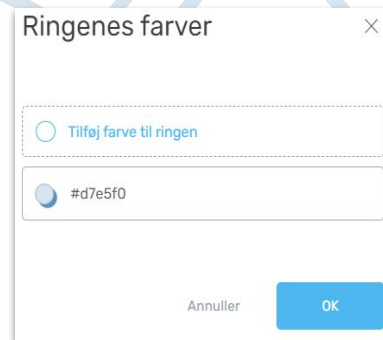 Ringenes farver
Tilføj farve til ringen
#d7e5f0
Annuller
OK